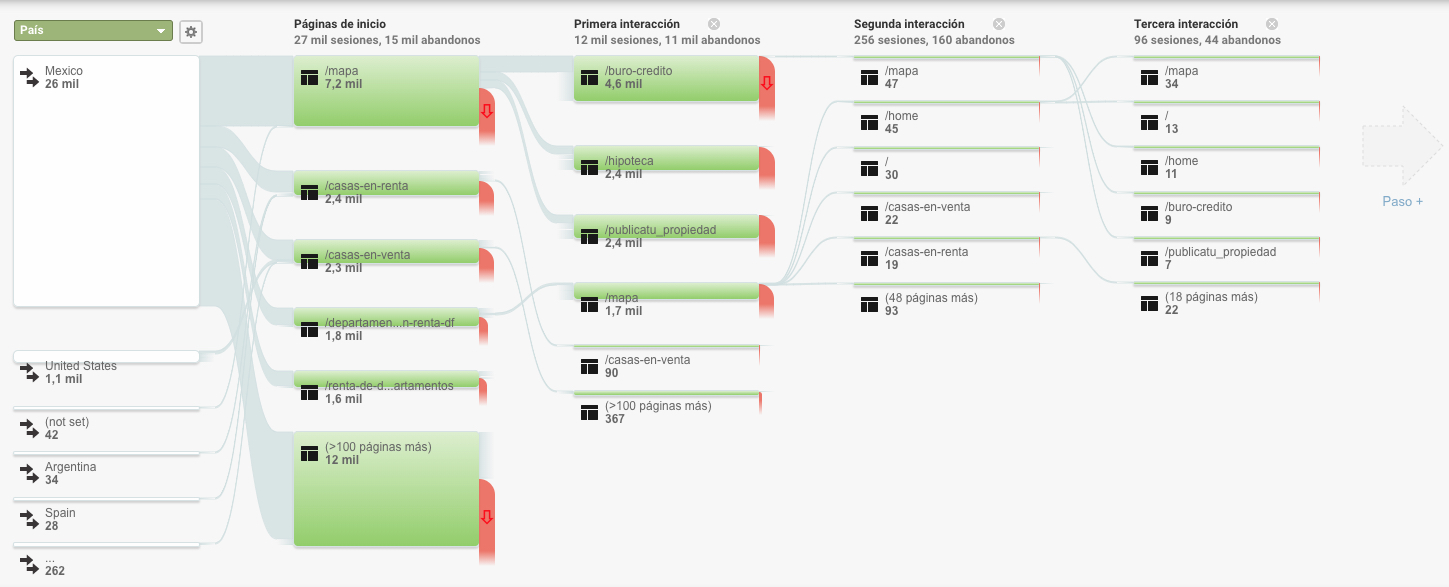 País
Mexico
26 mil
United States
1,1 mil
(not set)
42
Argentina
34
Spain
28
...
262
Páginas de inicio
27 mil sesiones, 15 mil abandonos
/mapa
7,2 mil
/casas-en-renta
2,4 mil
/casas-en-venta
2,3 mil
/departamen...n-renta-df
1,8 mil
/renta-de-d...artamentos
1,6 mil
(>100 páginas más)
12 mil
Primera interacción
12 mil sesiones, 11 mil abandonos
/buro-credito
4,6 mil
/hipoteca
2,4 mil
/publicatu_propiedad
2,4 mil
/mapa
1,7 mil
/casas-en-venta
90
(>100 páginas más)
367
Segunda interacción
256 sesiones, 160 abandonos
/mapa
47
/home
45
/
30
/casas-en-venta
22
/casas-en-renta
19
(48 páginas más)
93
Tercera interacción
96 sesiones, 44 abandonos
/mapa
34
/
13
/home
11
/buro-credito
9
/publicatu_propiedad
7
(18 páginas más)
22
Paso +